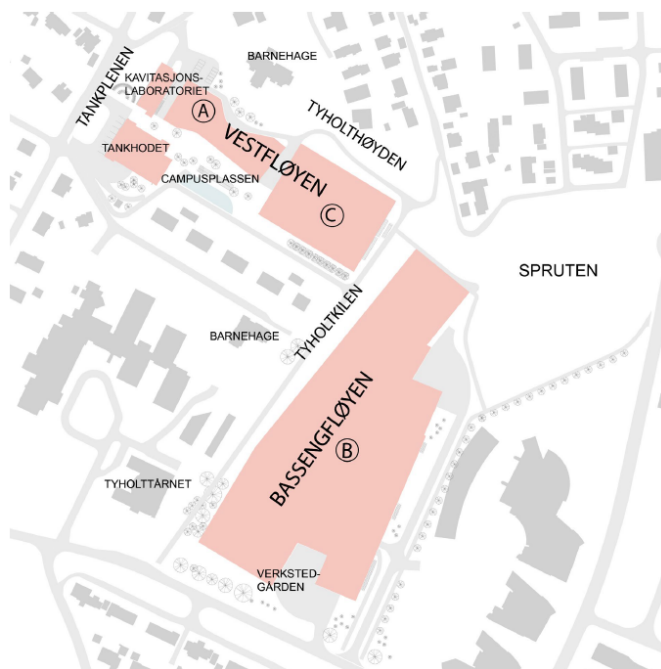 BARNEHAGE
TANKPLENEN
KAVITASJONS-
LABORATORIET
TYHOLTHØYDEN
A
VESTFLØYEN
TANKHODET
CAMPUSPLASSEN
C
SPRUTEN
BARNEHAGE
TYHOLTKILEN
BASSENGFLØYEN
B
TYHOLTTÅRNET
VERKSTED-
GÅRDEN